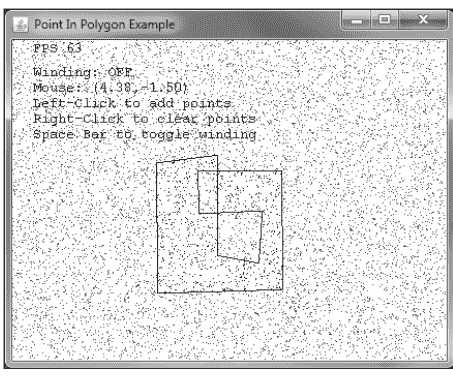 Point In Polygon Example
FPS 63
Winding: OFF
Mouse: (4.38,-1.50)
Left-Click to add points
Right-Click to clear points
Space Bar to toggle winding